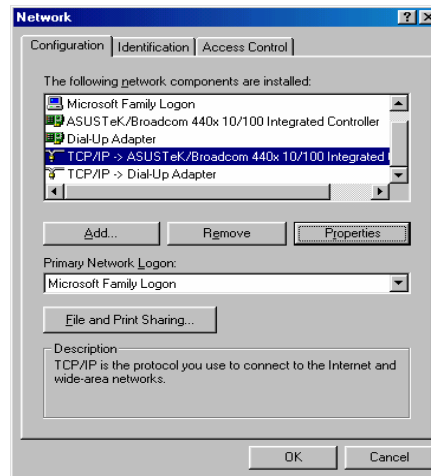 Network
Configuration Identification Access Control
The following network components are installed:
Microsoft Family Logon
ASUSTeK/Broadcom 440x 10/100 Integrated Controller
Dial-Up Adapter
TCP/IP -> ASUSTeK/Broadcom 440x 10/100 Integrated
TCP/IP -> Dial-Up Adapter
Add... Remove Properties
Primary Network Logon:
Microsoft Family Logon
File and Print Sharing...
Description
TCP/IP is the protocol you use to connect to the Internet and
wide-area networks.
OK Cancel